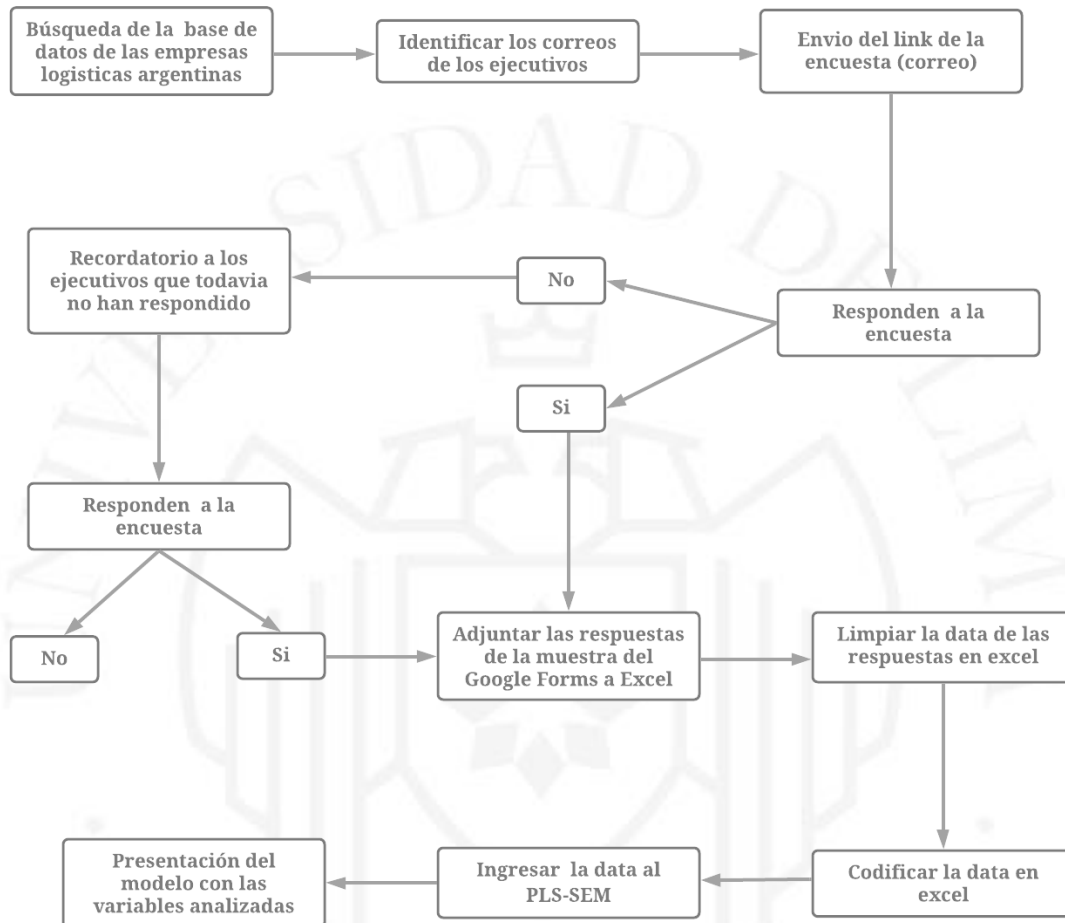 Búsqueda de la base de
datos de las empresas
logisticas argentinas
Identificar los correos
de los ejecutivos
Envio del link de la
encuesta (correo)
Recordatorio a los
ejecutivos que todavia
no han respondido
No
Responden a la
encuesta
Si
Responden a la
encuesta
No
Si
Adjuntar las respuestas
de la muestra del
Google Forms a Excel
Limpiar la data de las
respuestas en excel
Presentación del
modelo con las
variables analizadas
Ingresar la data al
PLS-SEM
Codificar la data en
excel
UNIVERSIDAD DE LIMA